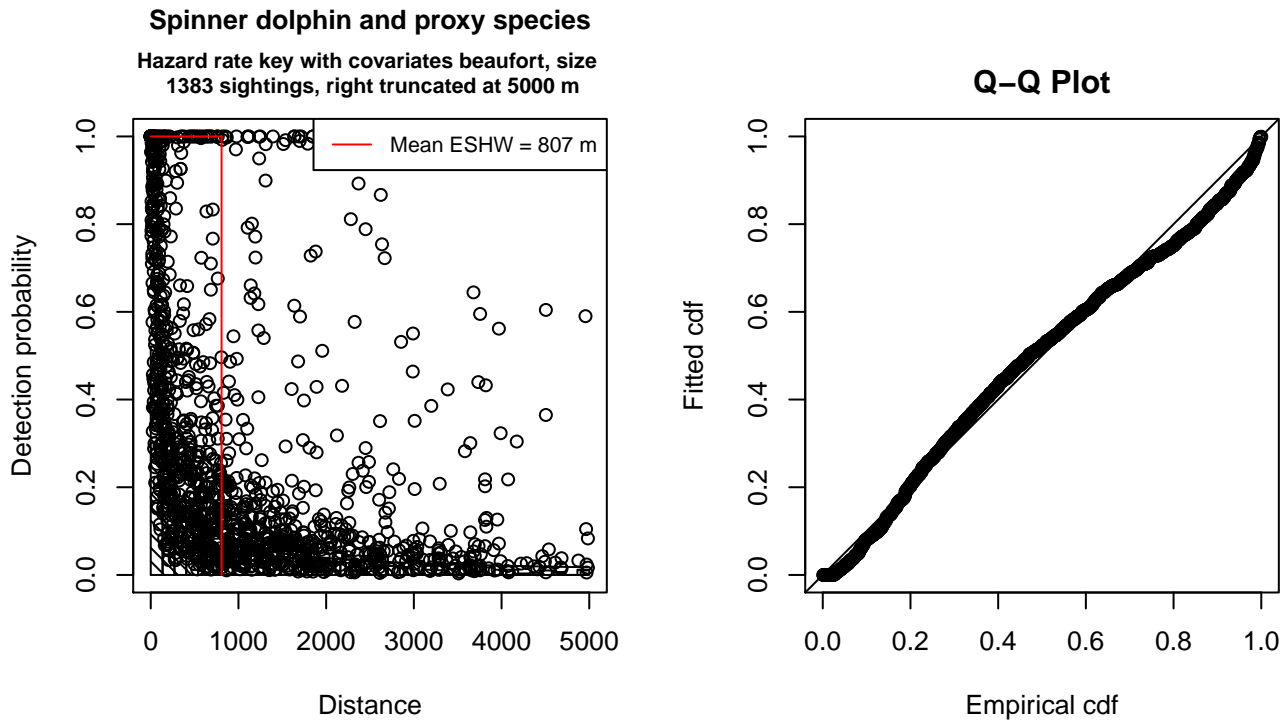 Spinner dolphin and proxy species
Hazard rate key with covariates beaufort, size
1383 sightings, right truncated at 5000 m
Mean ESHW = 807 m
Detection probability
0.0 0.2 0.4 0.6 0.8 1.0
0 1000 2000 3000 4000 5000
Distance
Q−Q Plot
Fitted cdf
0.0 0.2 0.4 0.6 0.8 1.0
0.0 0.2 0.4 0.6 0.8 1.0
Empirical cdf